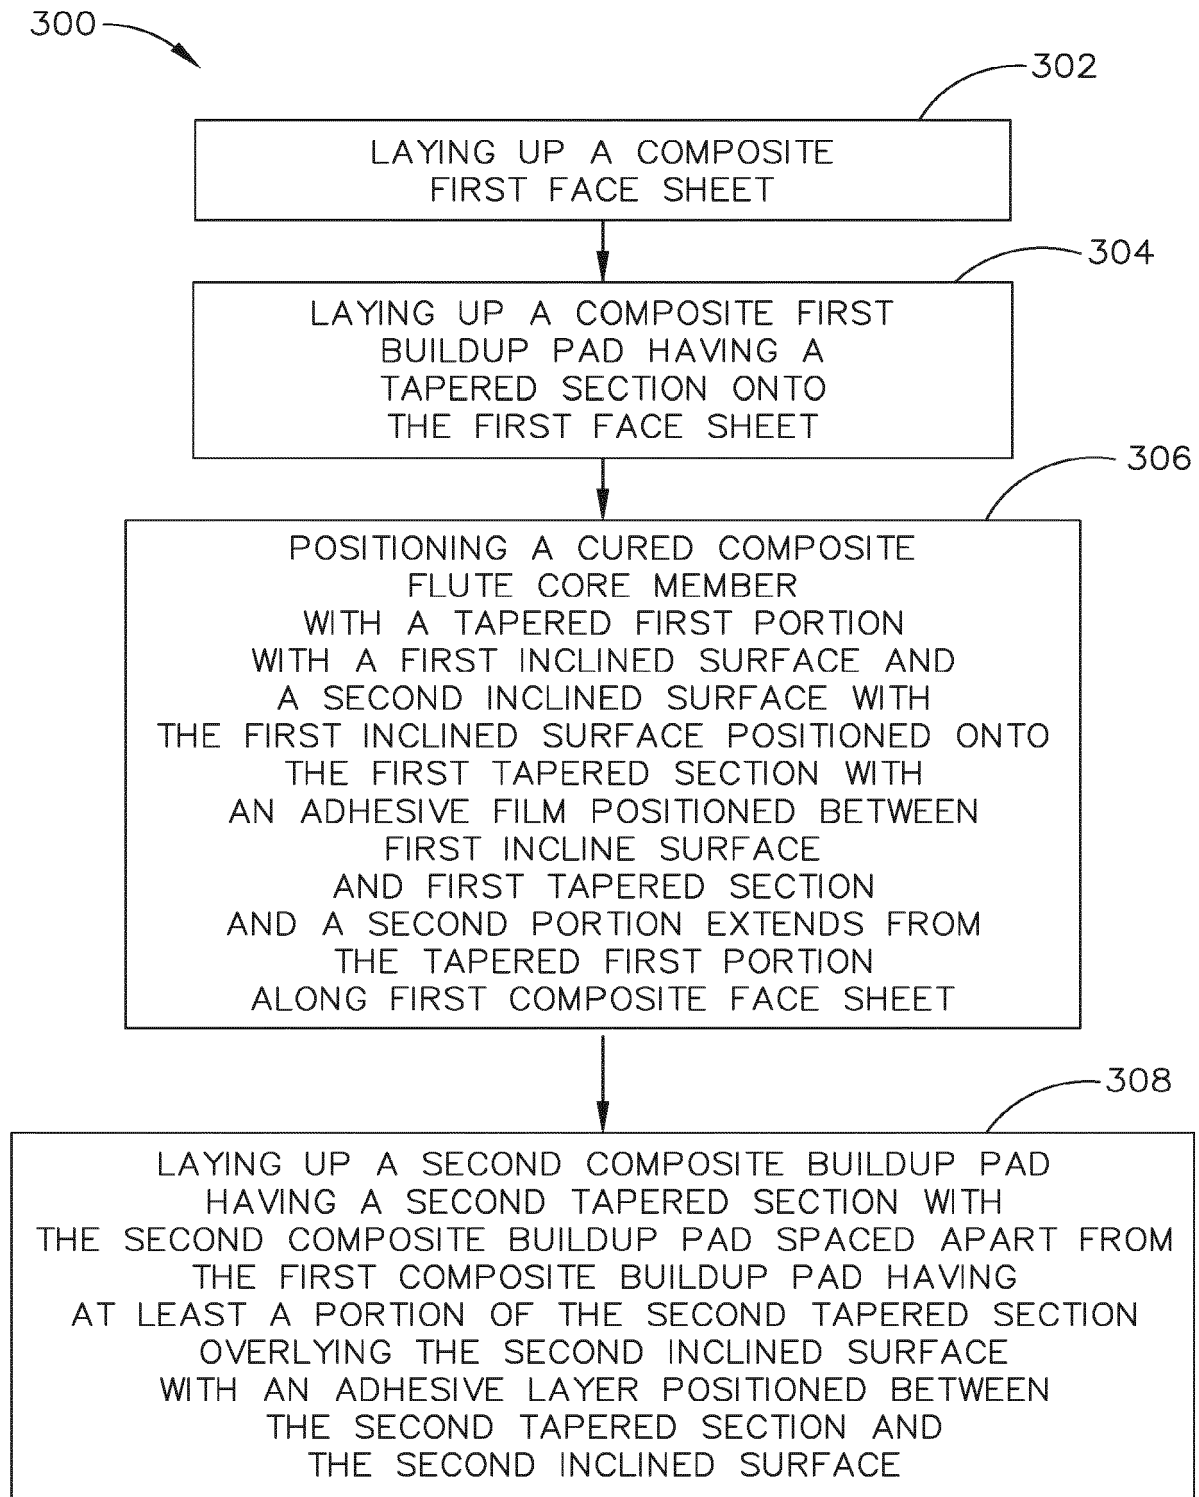 300
302
LAYING UP A COMPOSITE
FIRST FACE SHEET
304
LAYING UP A COMPOSITE FIRST
BUILDUP PAD HAVING A
TAPERED SECTION ONTO
THE FIRST FACE SHEET
306
POSITIONING A CURED COMPOSITE
FLUTE CORE MEMBER
WITH A TAPERED FIRST PORTION
WITH A FIRST INCLINED SURFACE AND
A SECOND INCLINED SURFACE WITH
THE FIRST INCLINED SURFACE POSITIONED ONTO
THE FIRST TAPERED SECTION WITH
AN ADHESIVE FILM POSITIONED BETWEEN
FIRST INCLINE SURFACE
AND FIRST TAPERED SECTION
AND A SECOND PORTION EXTENDS FROM
THE TAPERED FIRST PORTION
ALONG FIRST COMPOSITE FACE SHEET
308
LAYING UP A SECOND COMPOSITE BUILDUP PAD
HAVING A SECOND TAPERED SECTION WITH
THE SECOND COMPOSITE BUILDUP PAD SPACED APART FROM
THE FIRST COMPOSITE BUILDUP PAD HAVING
AT LEAST A PORTION OF THE SECOND TAPERED SECTION
OVERLYING THE SECOND INCLINED SURFACE
WITH AN ADHESIVE LAYER POSITIONED BETWEEN
THE SECOND TAPERED SECTION AND
THE SECOND INCLINED SURFACE